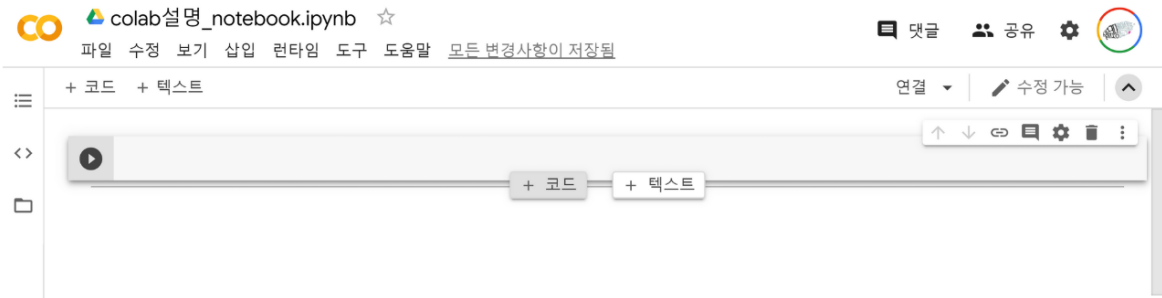 colab설명_notebook.ipynb
댓글 공유
파일 수정 보기 삽입 런타임 도구 도움말 모든 변경사항이 저장됨
+ 코드 + 텍스트 연결 수정 가능
+ 코드 + 텍스트